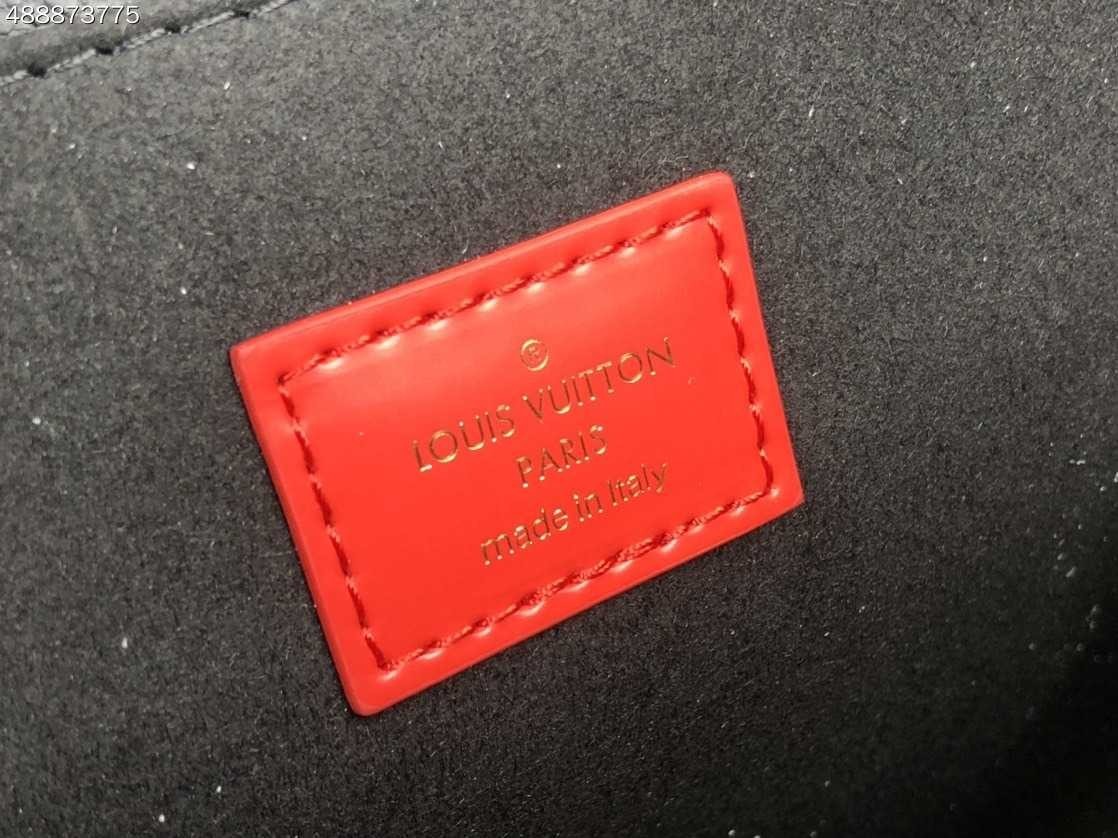 488873775
®
LOUIS VUITTON
PARIS
made in Italy